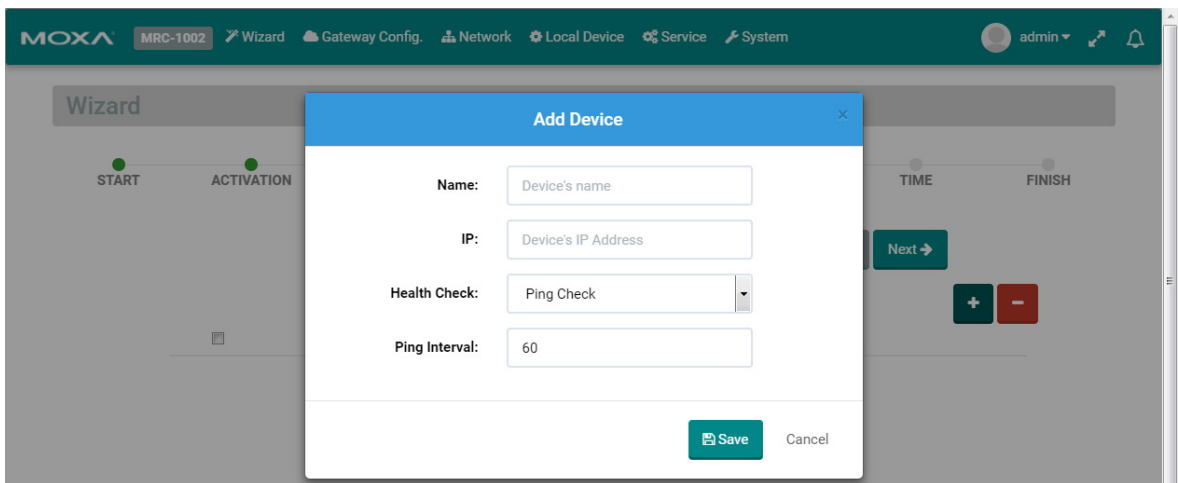 MOXA MRC-1002 Wizard Gateway Config. Network Local Device Service System admin
Wizard
Add Device
×
START ACTIVATION TIME FINISH
Name: Device's name
IP: Device's IP Address
Next
Health Check: Ping Check
Ping Interval: 60
Save Cancel